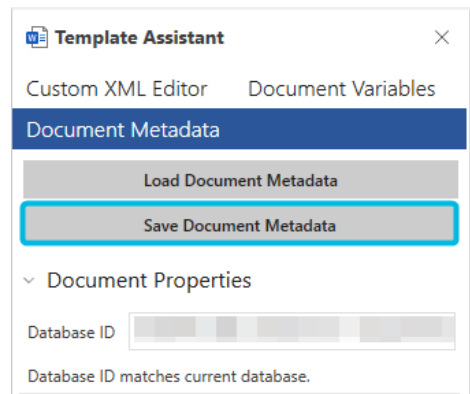 Template Assistant
Custom XML Editor Document Variables
Document Metadata
Load Document Metadata
Save Document Metadata
Document Properties
Database ID
Database ID matches current database.